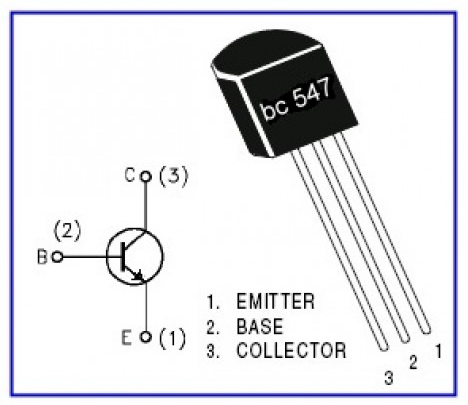 bc 547
C (3)
(2)
B
E (1)
1. EMITTER
2. BASE
3. COLLECTOR
1
2
3